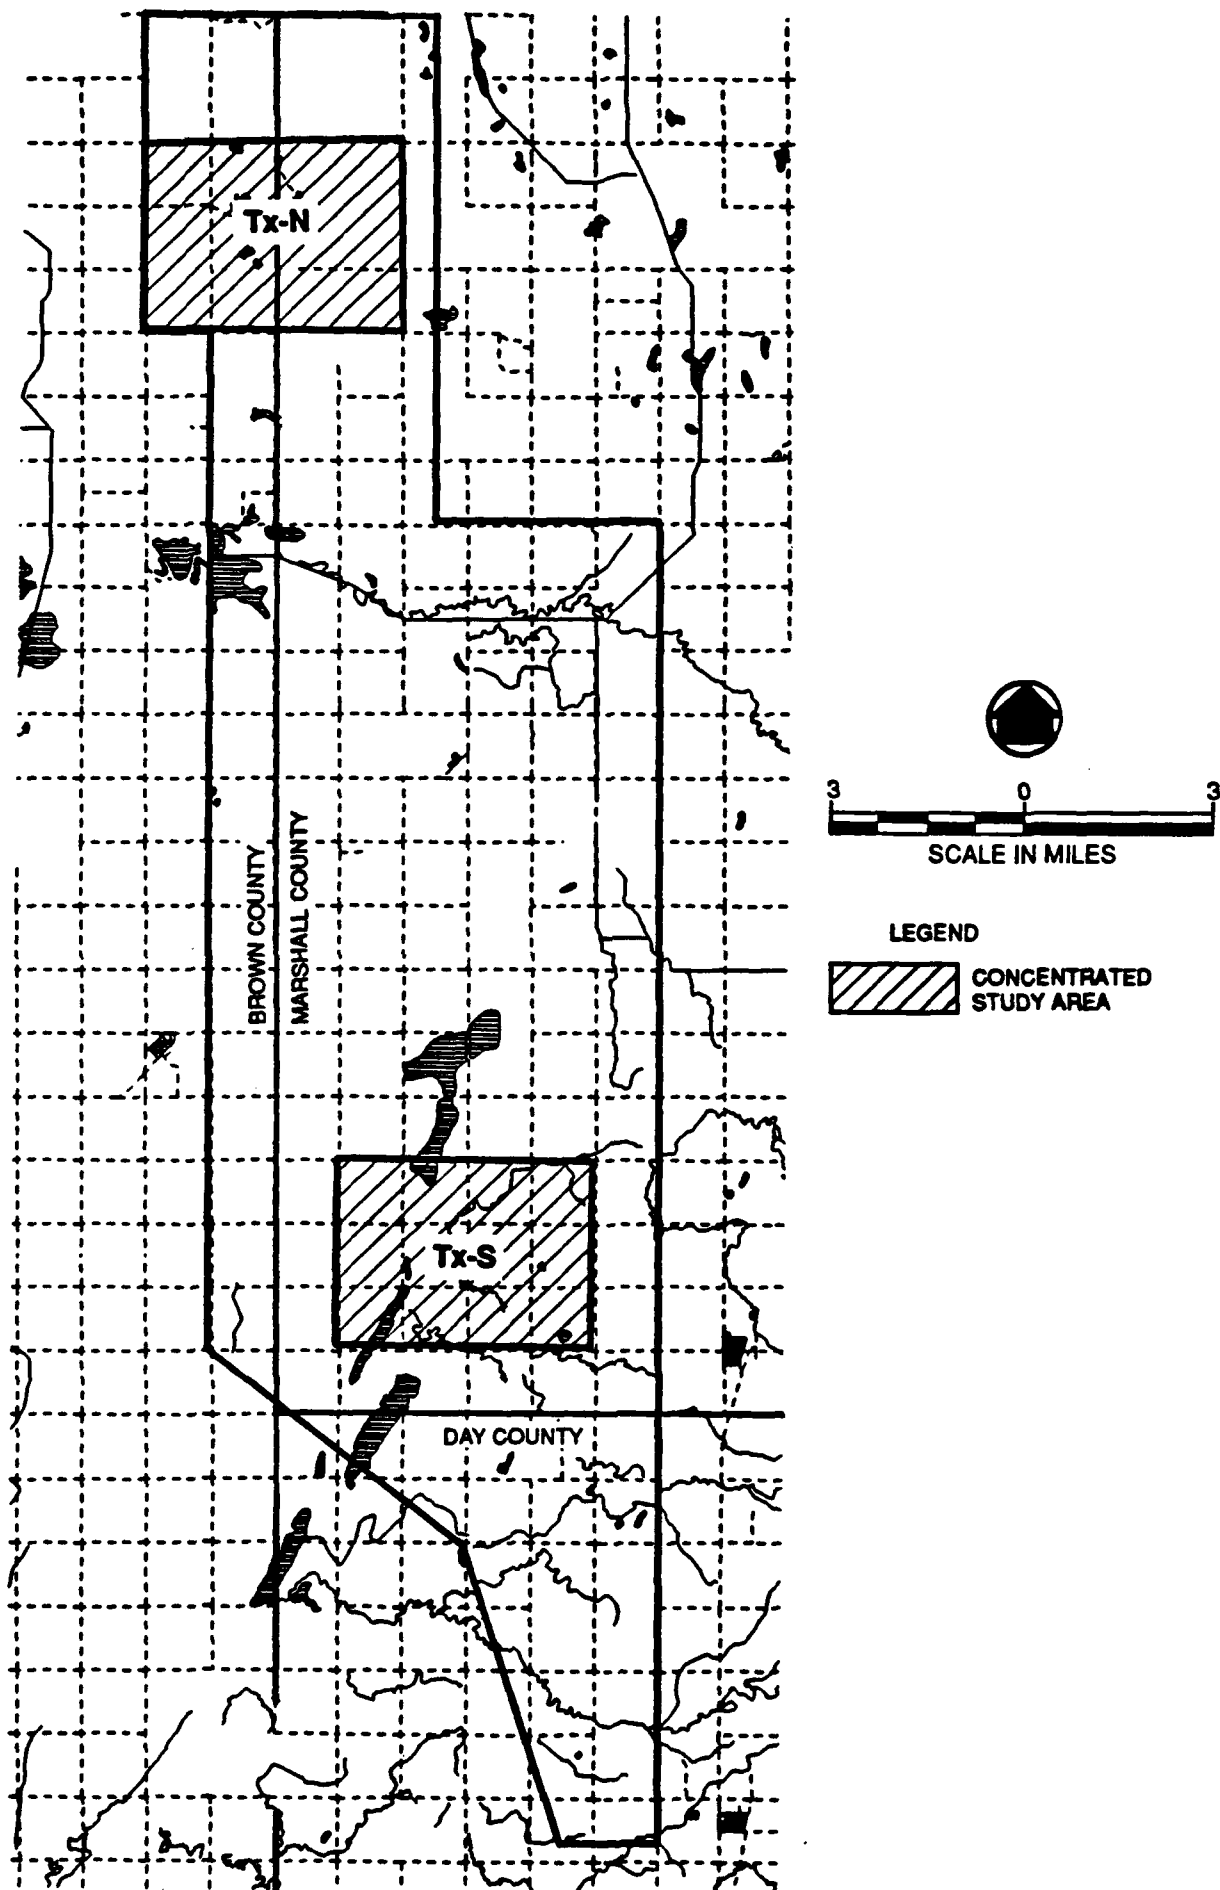 Tx-N
3 0 3
SCALE IN MILES
BROWN COUNTY
MARSHALL COUNTY
LEGEND
CONCENTRATED
STUDY AREA
Tx-S
DAY COUNTY